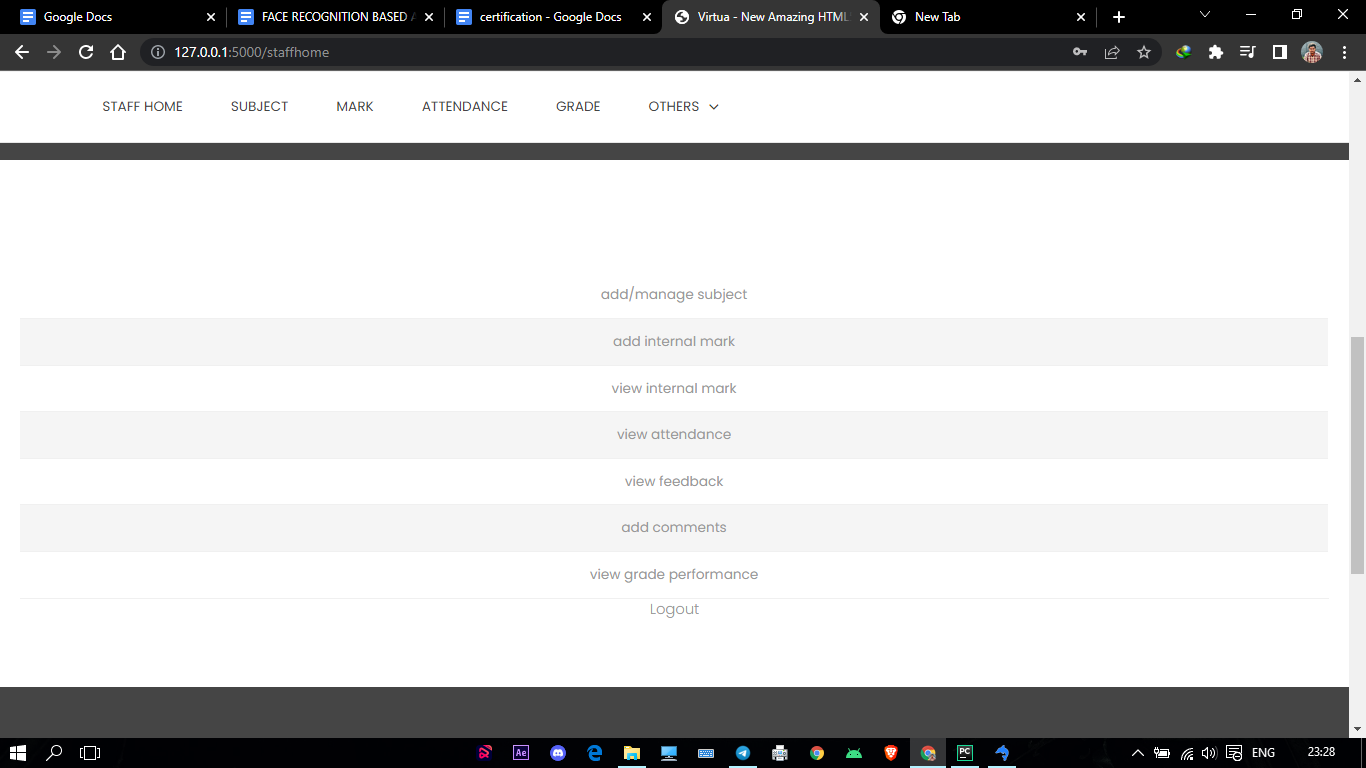 Google Docs
FACE RECOGNITION BASED A
certification - Google Docs
Virtua - New Amazing HTML
New Tab
127.0.0.1:5000/staffhome
STAFF HOME
SUBJECT
MARK
ATTENDANCE
GRADE
OTHERS
add/manage subject
add internal mark
view internal mark
view attendance
view feedback
add comments
view grade performance
Logout
Ae
PC
ENG
23:28